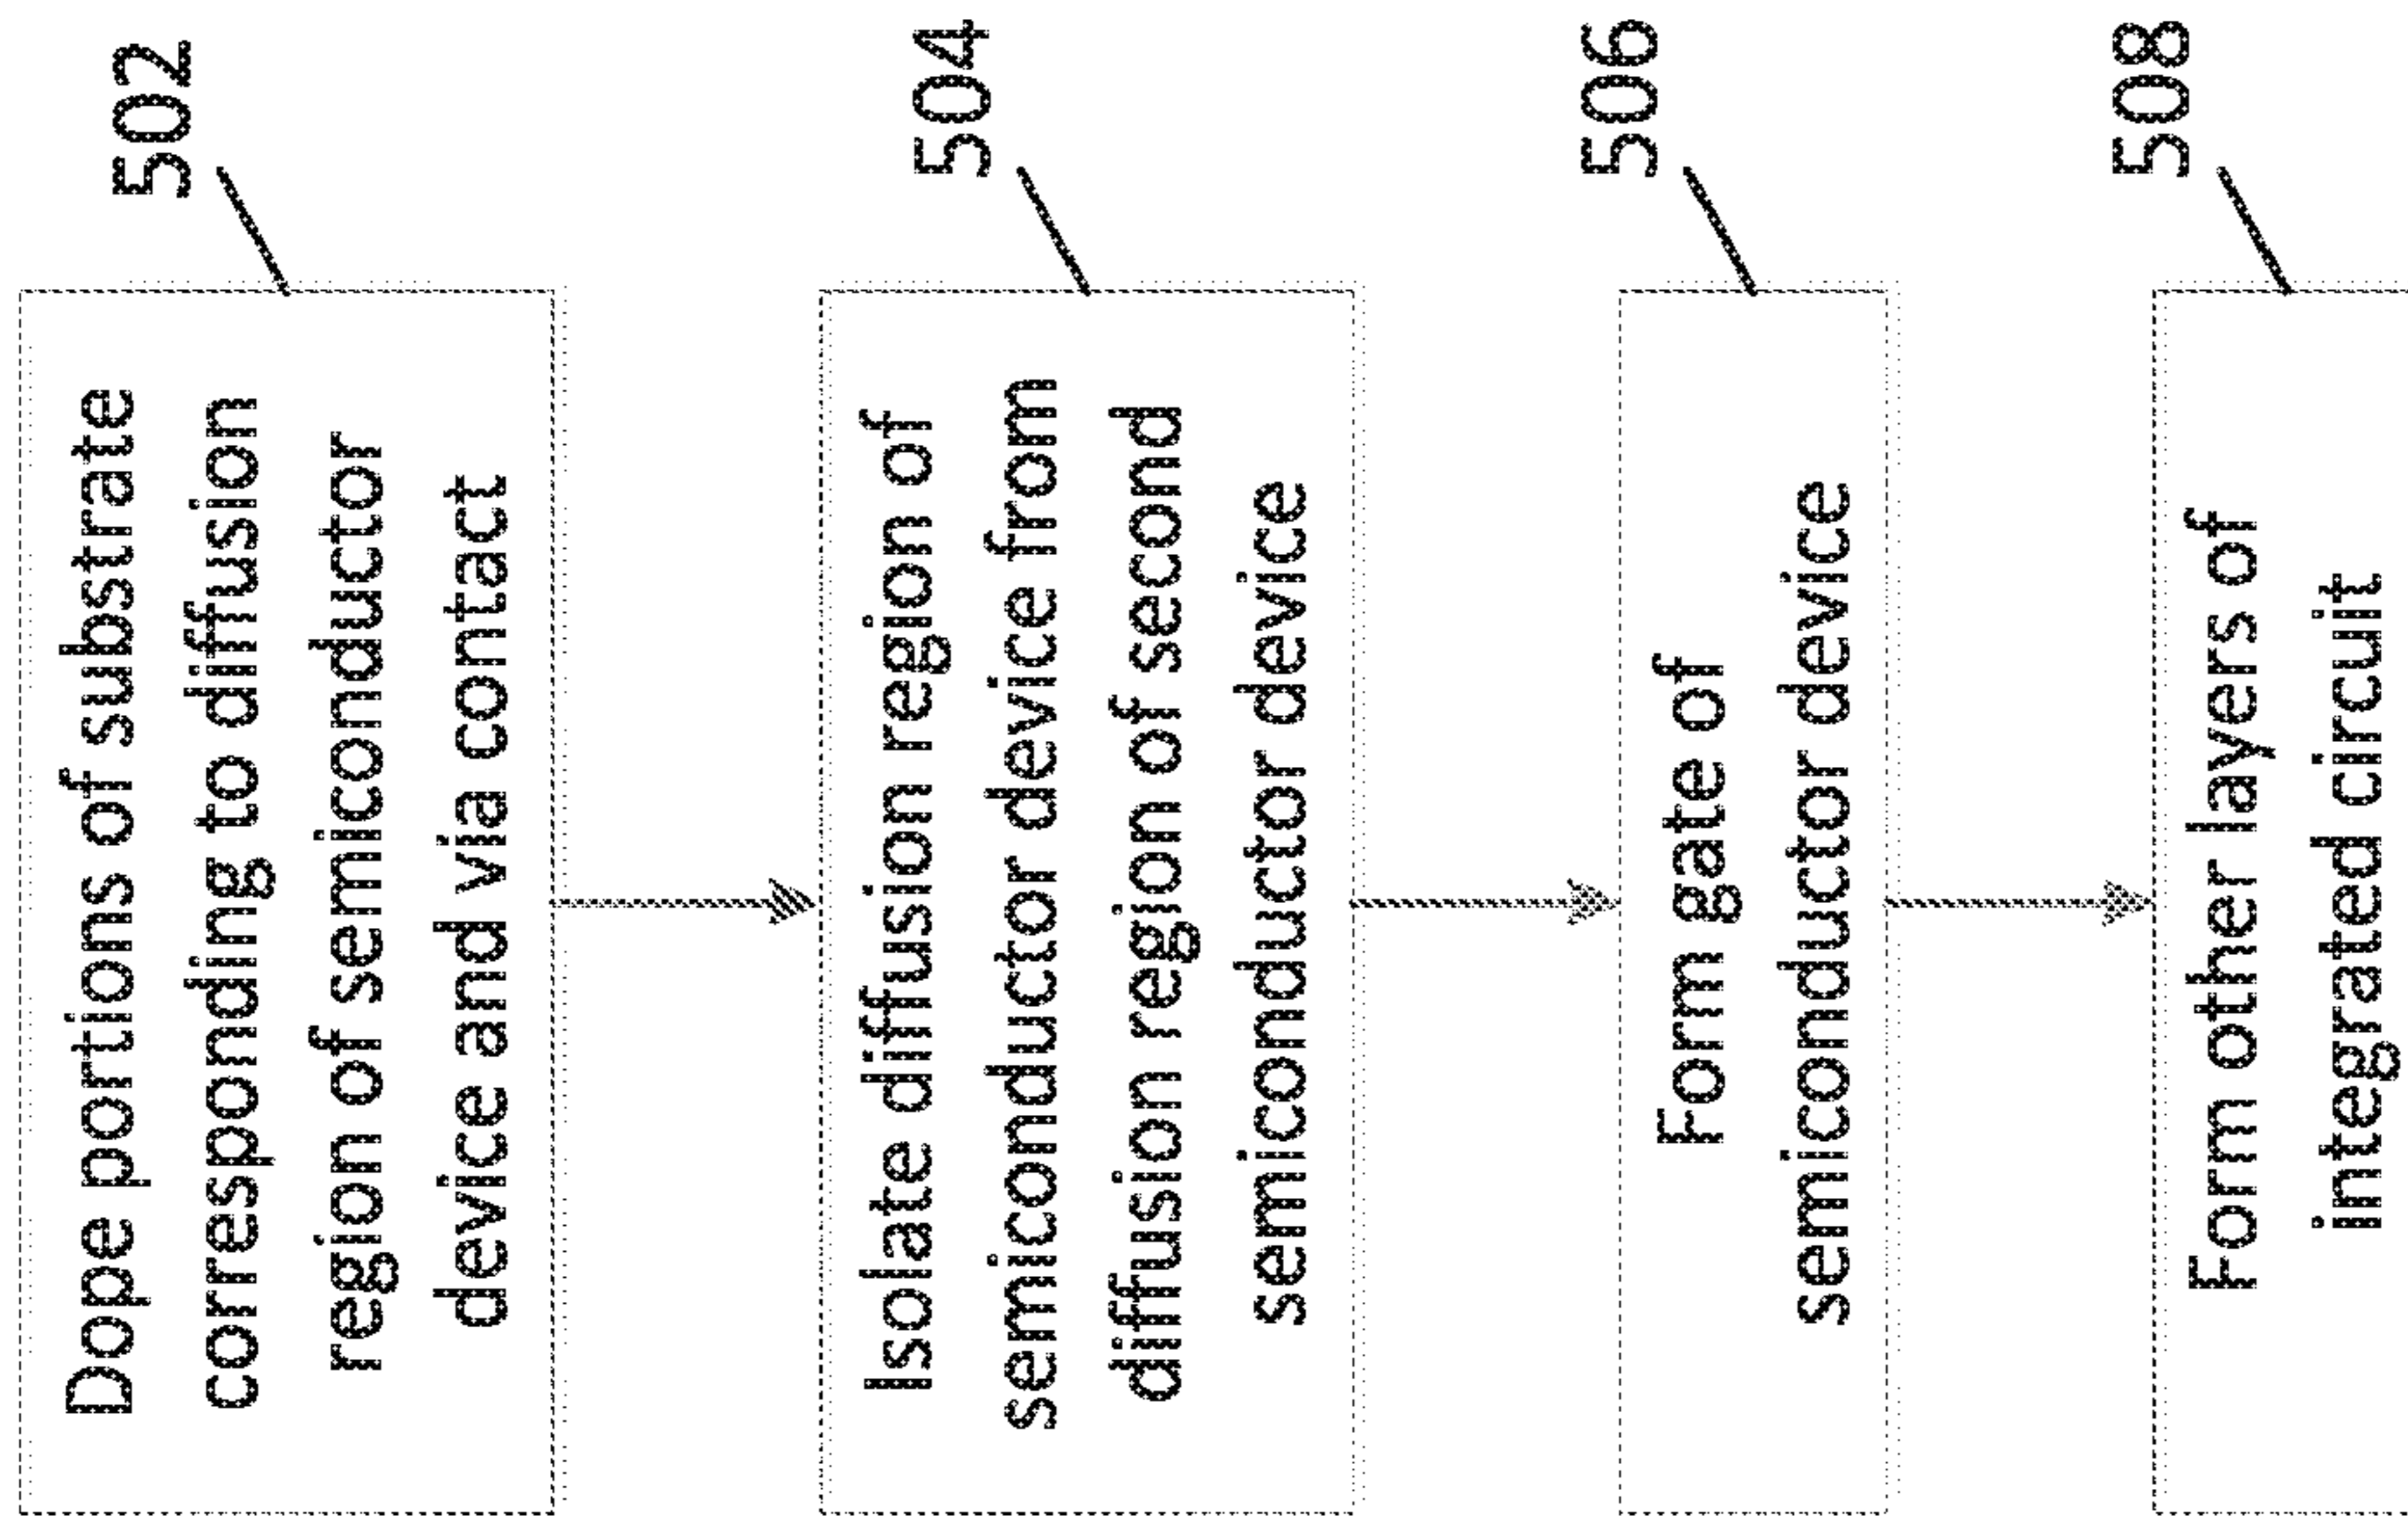 Dope portions of substrate
corresponding to diffusion
region of semiconductor
device and via contact
502
Isolate diffusion region of
semiconductor device from
diffusion region of second
semiconductor device
504
Form gate of
semiconductor device
506
Form other layers of
integrated circuit
508